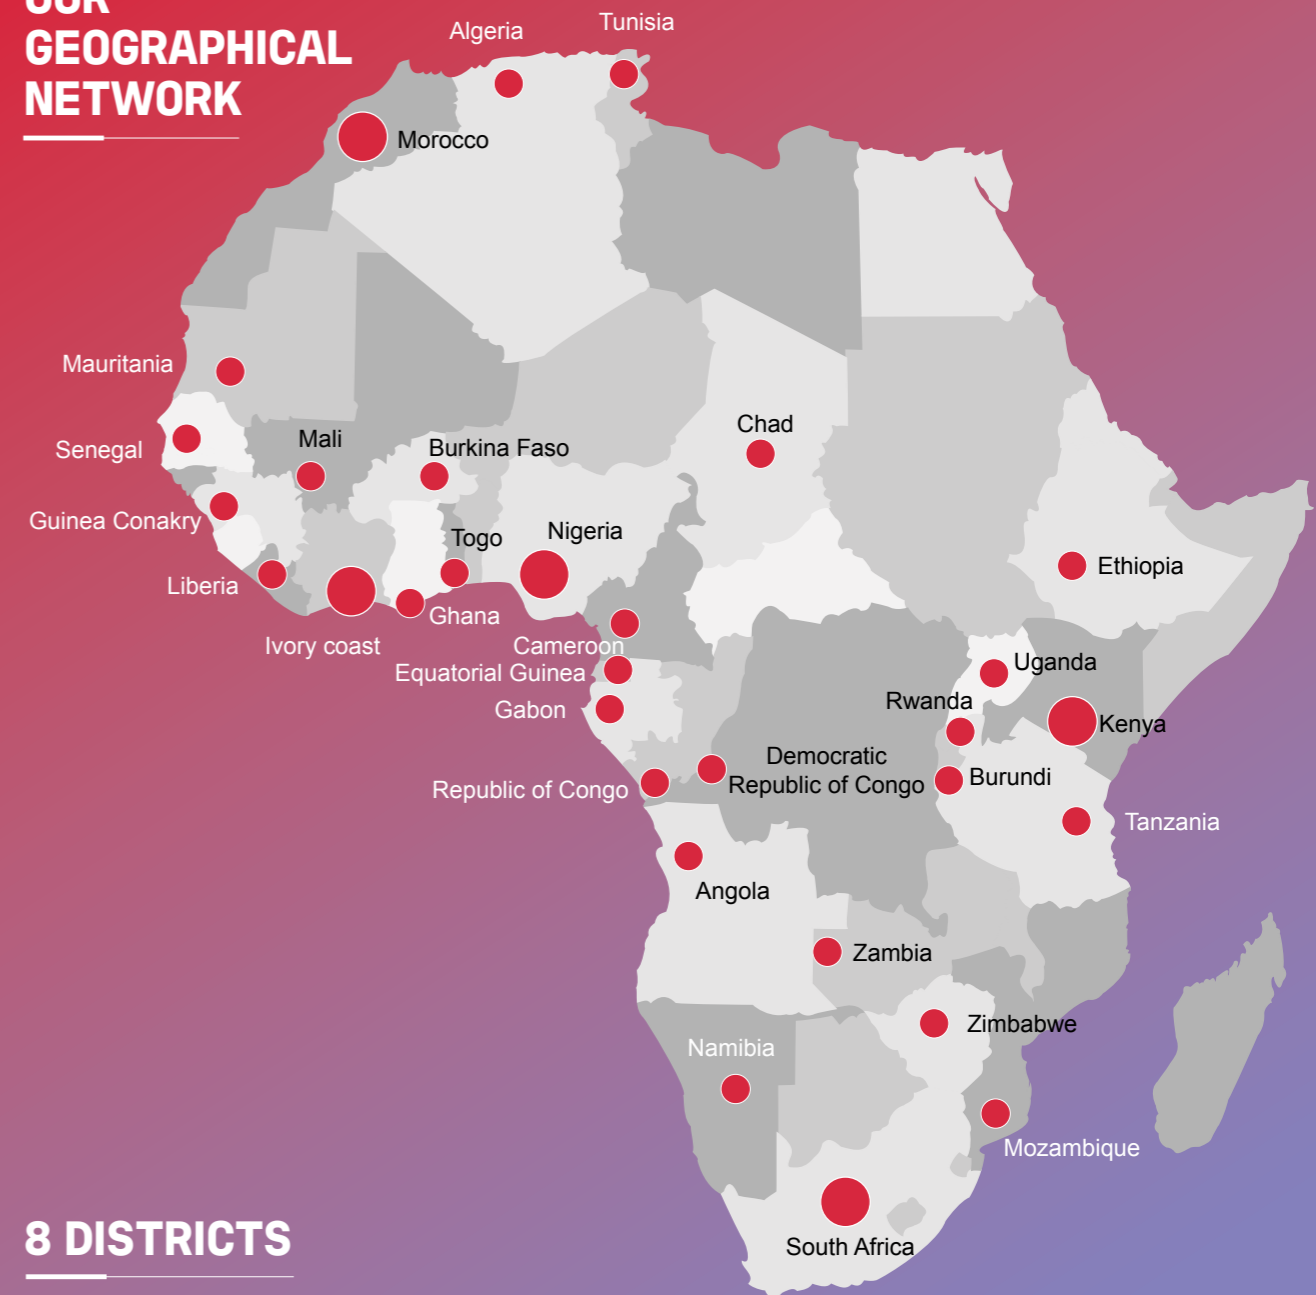 OUR
GEOGRAPHICAL
NETWORK
Algeria
Tunisia
Morocco
Mauritania
Senegal
Mali
Burkina Faso
Chad
Guinea Conakry
Togo
Nigeria
Liberia
Ivory coast
Ghana
Cameroon
Equatorial Guinea
Gabon
Ethiopia
Uganda
Rwanda
Kenya
Democratic
Republic of Congo
Republic of Congo
Burundi
Tanzania
Angola
Zambia
Zimbabwe
Namibia
Mozambique
South Africa
8 DISTRICTS